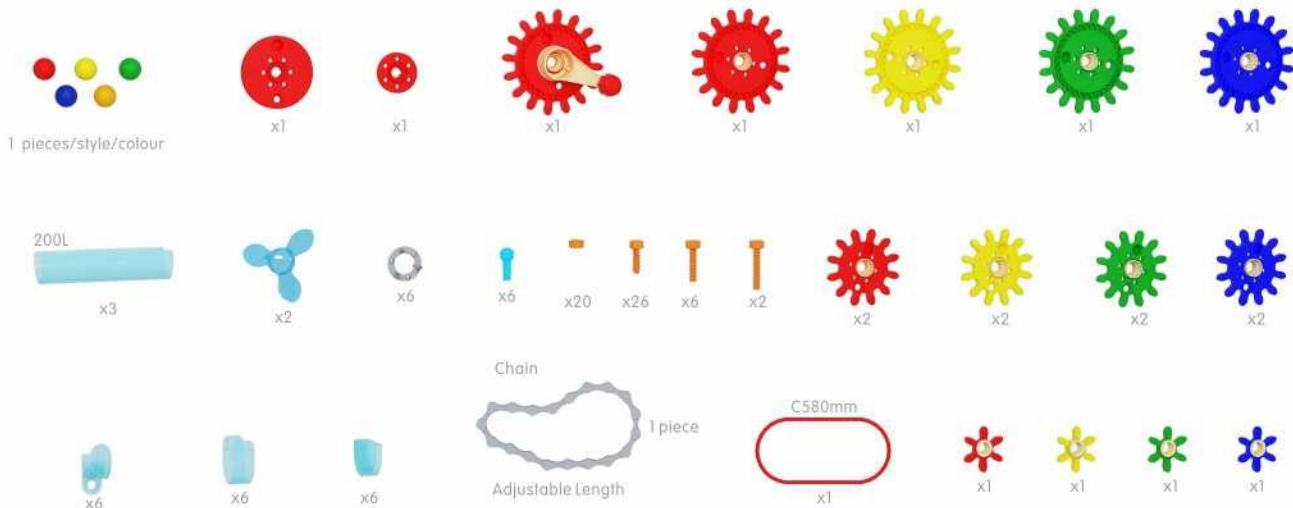 x1
x1
x1
x1
x1
x1
x1
1 pieces/style/colour
200L
x3
x2
x6
x6
x20
x26
x6
x2
x2
x2
x2
x2
Chain
1 piece
Adjustable Length
C580mm
x1
x6
x6
x6
x1
x1
x1
x1